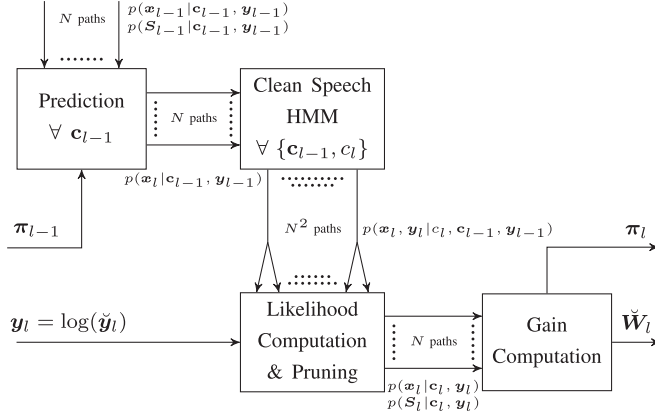 N paths
p(x_{l−1}|c_{l−1}, y_{l−1})
p(S_{l−1}|c_{l−1}, y_{l−1})
Prediction
∀ c_{l−1}
N paths
Clean Speech
HMM
∀ {c_{l−1}, c_l}
p(x_l|c_{l−1}, y_{l−1})
π_{l−1}
N² paths
p(x_l, y_l|c_l, c_{l−1}, y_{l−1})
π_l
y_l = log(y̆_l)
Likelihood
Computation
& Pruning
N paths
Gain
Computation
W̆_l
p(x_l|c_l, y_l)
p(S_l|c_l, y_l)